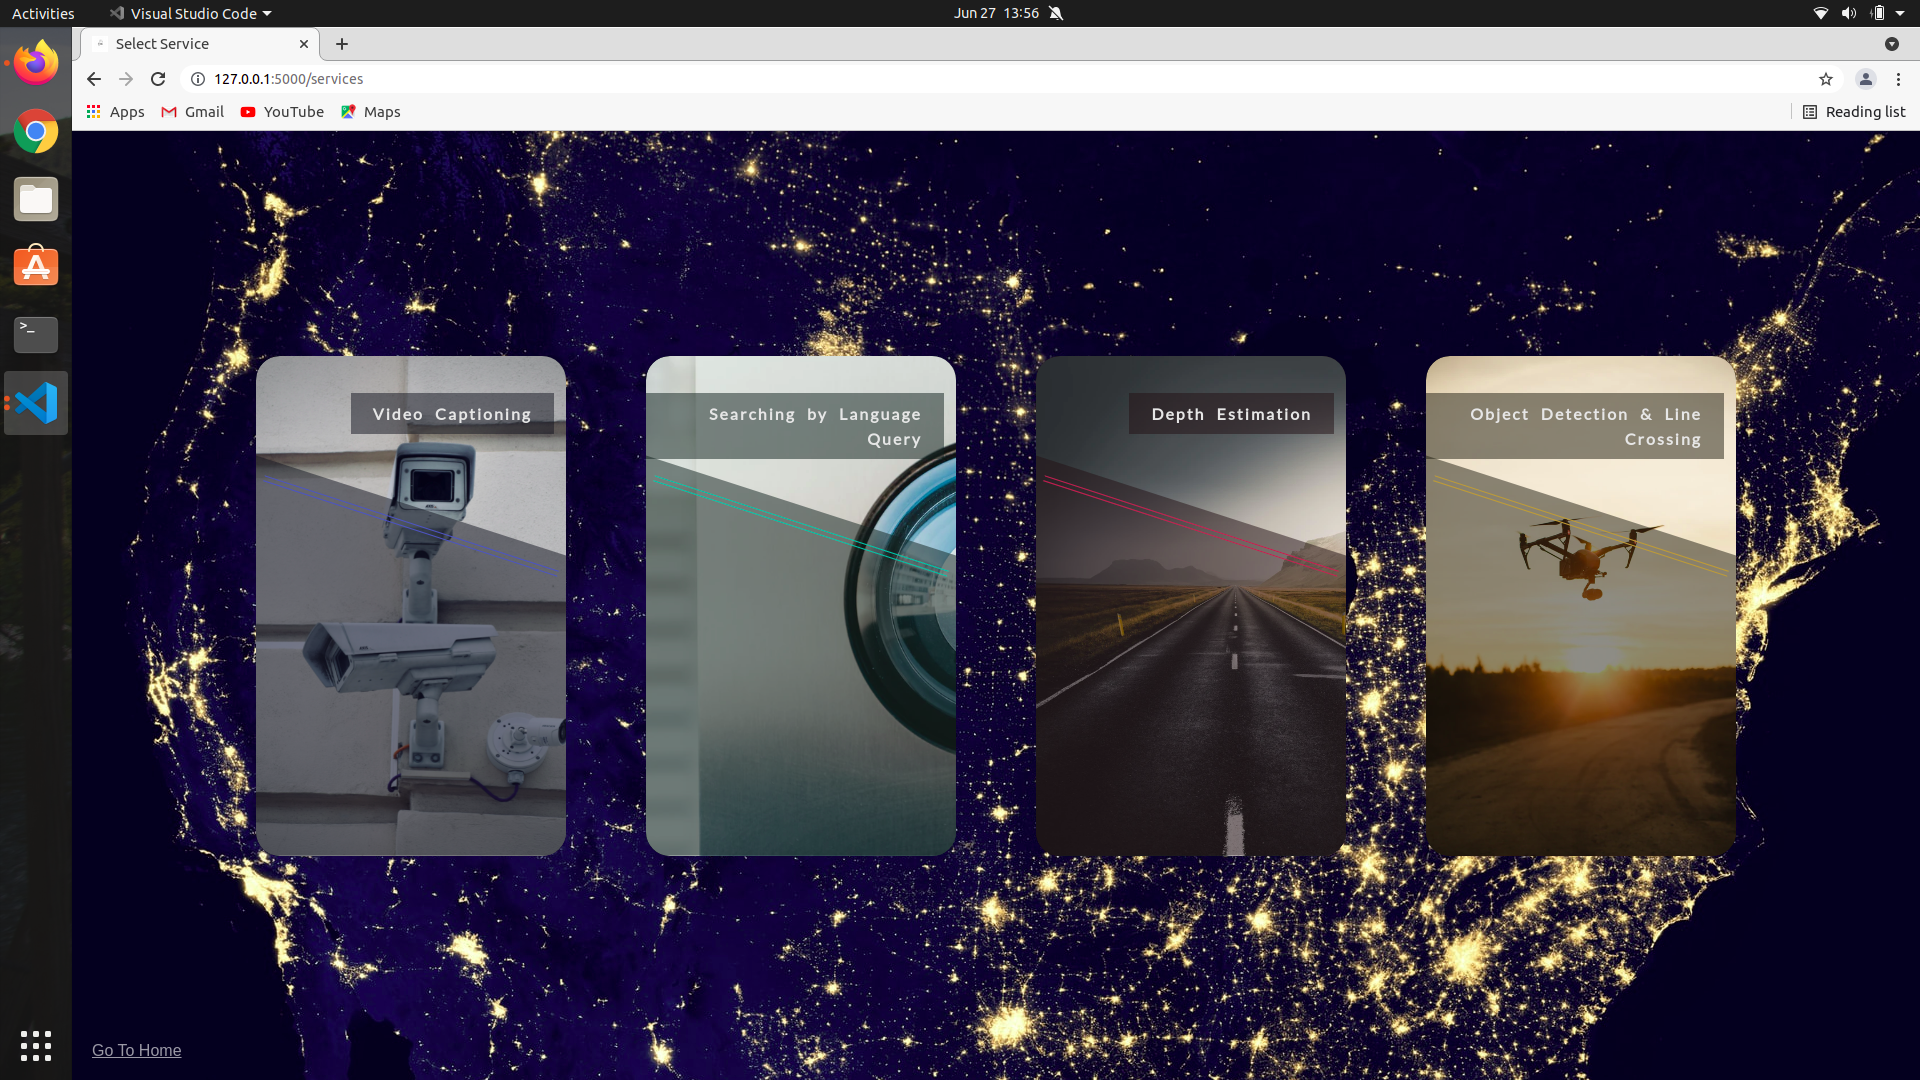 Activities
Visual Studio Code
Jun 27 13:56
Select Service
127.0.0.1:5000/services
Apps
Gmail
YouTube
Maps
Reading list
>_
Video Captioning
Searching by Language
Query
Depth Estimation
Object Detection & Line
Crossing
Go To Home